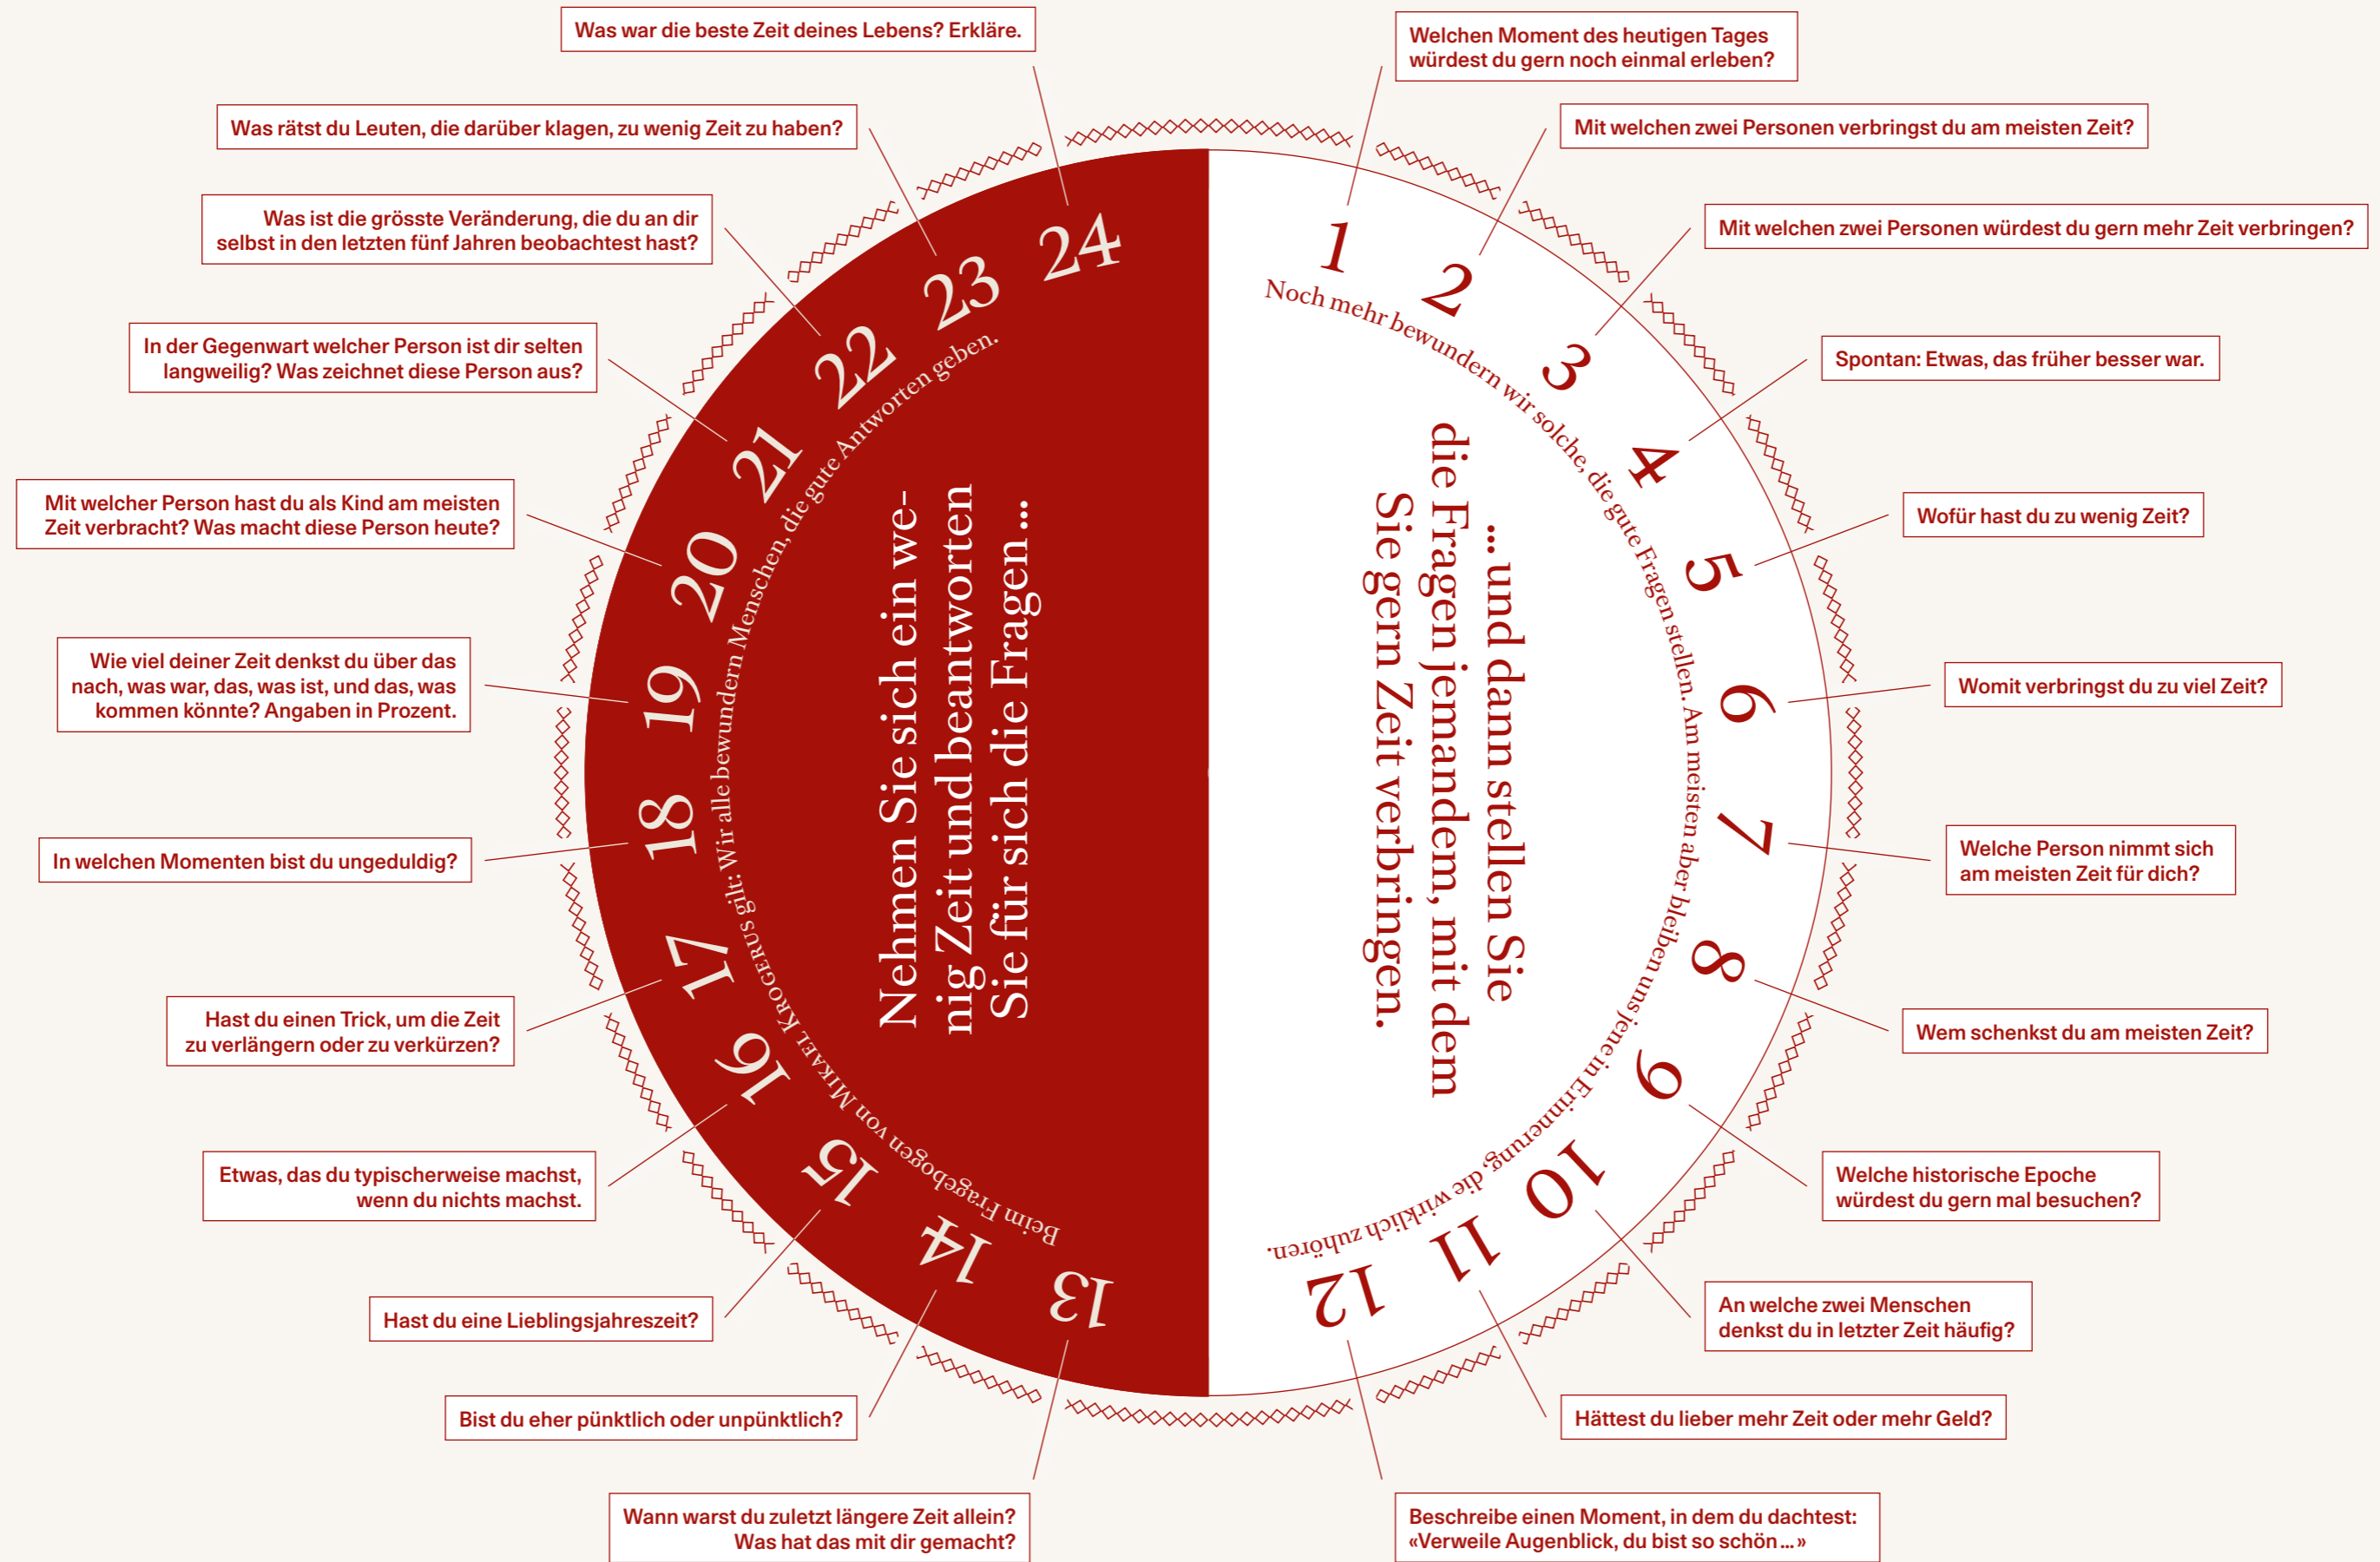 Nehmen Sie sich ein we-
nig Zeit und beantworten
Sie für sich die Fragen ...
... und dann stellen Sie
die Fragen jemandem, mit dem
Sie gern Zeit verbringen.
Beim Fragebogen von MIKAEL KROGERUS gilt: Wir alle bewundern Menschen, die gute Antworten geben.
Noch mehr bewundern wir solche, die gute Fragen stellen. Am meisten aber bleiben uns jene in Erinnerung, die wirklich zuhören.
1
Welchen Moment des heutigen Tages
würdest du gern noch einmal erleben?
2
Mit welchen zwei Personen verbringst du am meisten Zeit?
3
Mit welchen zwei Personen würdest du gern mehr Zeit verbringen?
4
Spontan: Etwas, das früher besser war.
5
Wofür hast du zu wenig Zeit?
6
Womit verbringst du zu viel Zeit?
7
Welche Person nimmt sich
am meisten Zeit für dich?
8
Wem schenkst du am meisten Zeit?
9
Welche historische Epoche
würdest du gern mal besuchen?
10
An welche zwei Menschen
denkst du in letzter Zeit häufig?
11
Hättest du lieber mehr Zeit oder mehr Geld?
12
Beschreibe einen Moment, in dem du dachtest:
«Verweile Augenblick, du bist so schön ...»
13
Wann warst du zuletzt längere Zeit allein?
Was hat das mit dir gemacht?
14
Bist du eher pünktlich oder unpünktlich?
15
Hast du eine Lieblingsjahreszeit?
16
Etwas, das du typischerweise machst,
wenn du nichts machst.
17
Hast du einen Trick, um die Zeit
zu verlängern oder zu verkürzen?
18
In welchen Momenten bist du ungeduldig?
19
Wie viel deiner Zeit denkst du über das
nach, was war, das, was ist, und das, was
kommen könnte? Angaben in Prozent.
20
Mit welcher Person hast du als Kind am meisten
Zeit verbracht? Was macht diese Person heute?
21
In der Gegenwart welcher Person ist dir selten
langweilig? Was zeichnet diese Person aus?
22
Was ist die grösste Veränderung, die du an dir
selbst in den letzten fünf Jahren beobachtest hast?
23
Was rätst du Leuten, die darüber klagen, zu wenig Zeit zu haben?
24
Was war die beste Zeit deines Lebens? Erkläre.